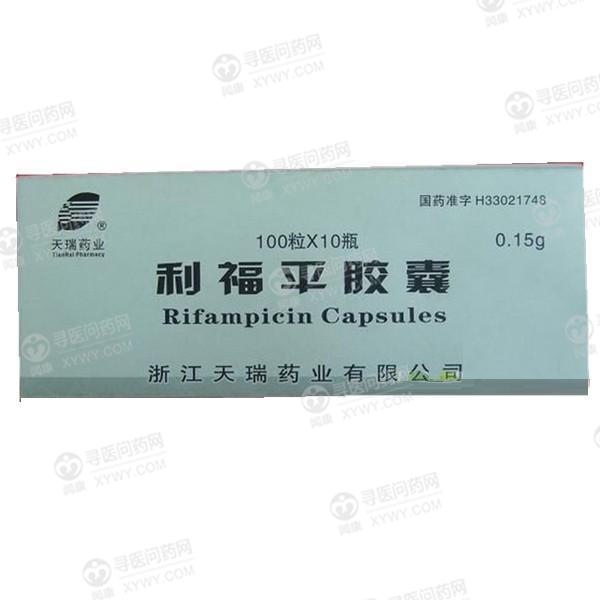 国药准字 H33021748
天瑞药业
TianRui Pharmacy
100粒X10瓶
0.15g
利福平胶囊
Rifampicin Capsules
浙江天瑞药业有限公司
寻医问药网
闻康 XYWY.COM